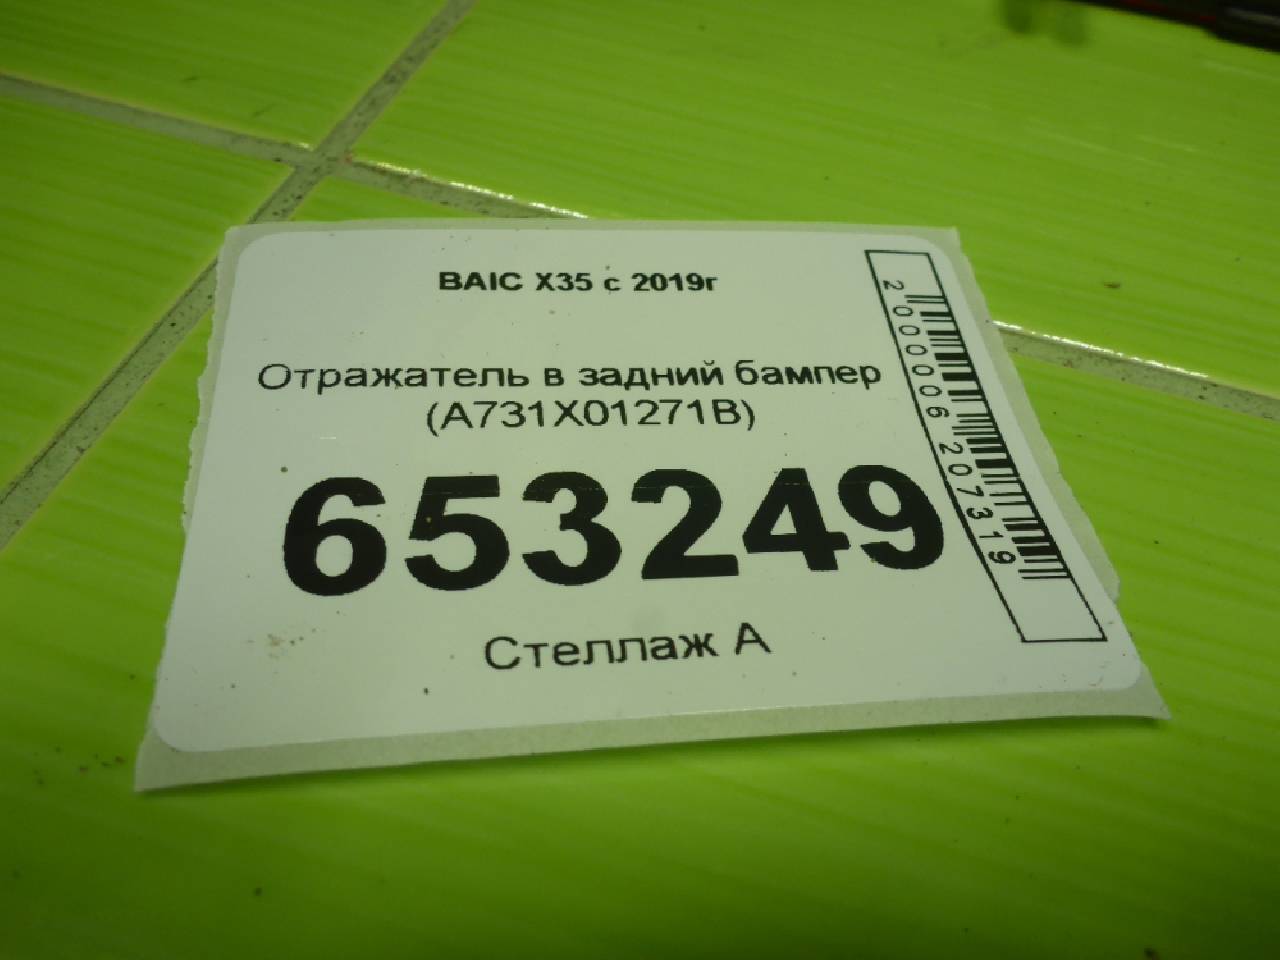 BAIC X35 с 2019г
Отражатель в задний бампер
(A731X01271B)
653249
Стеллаж А
2000006207319